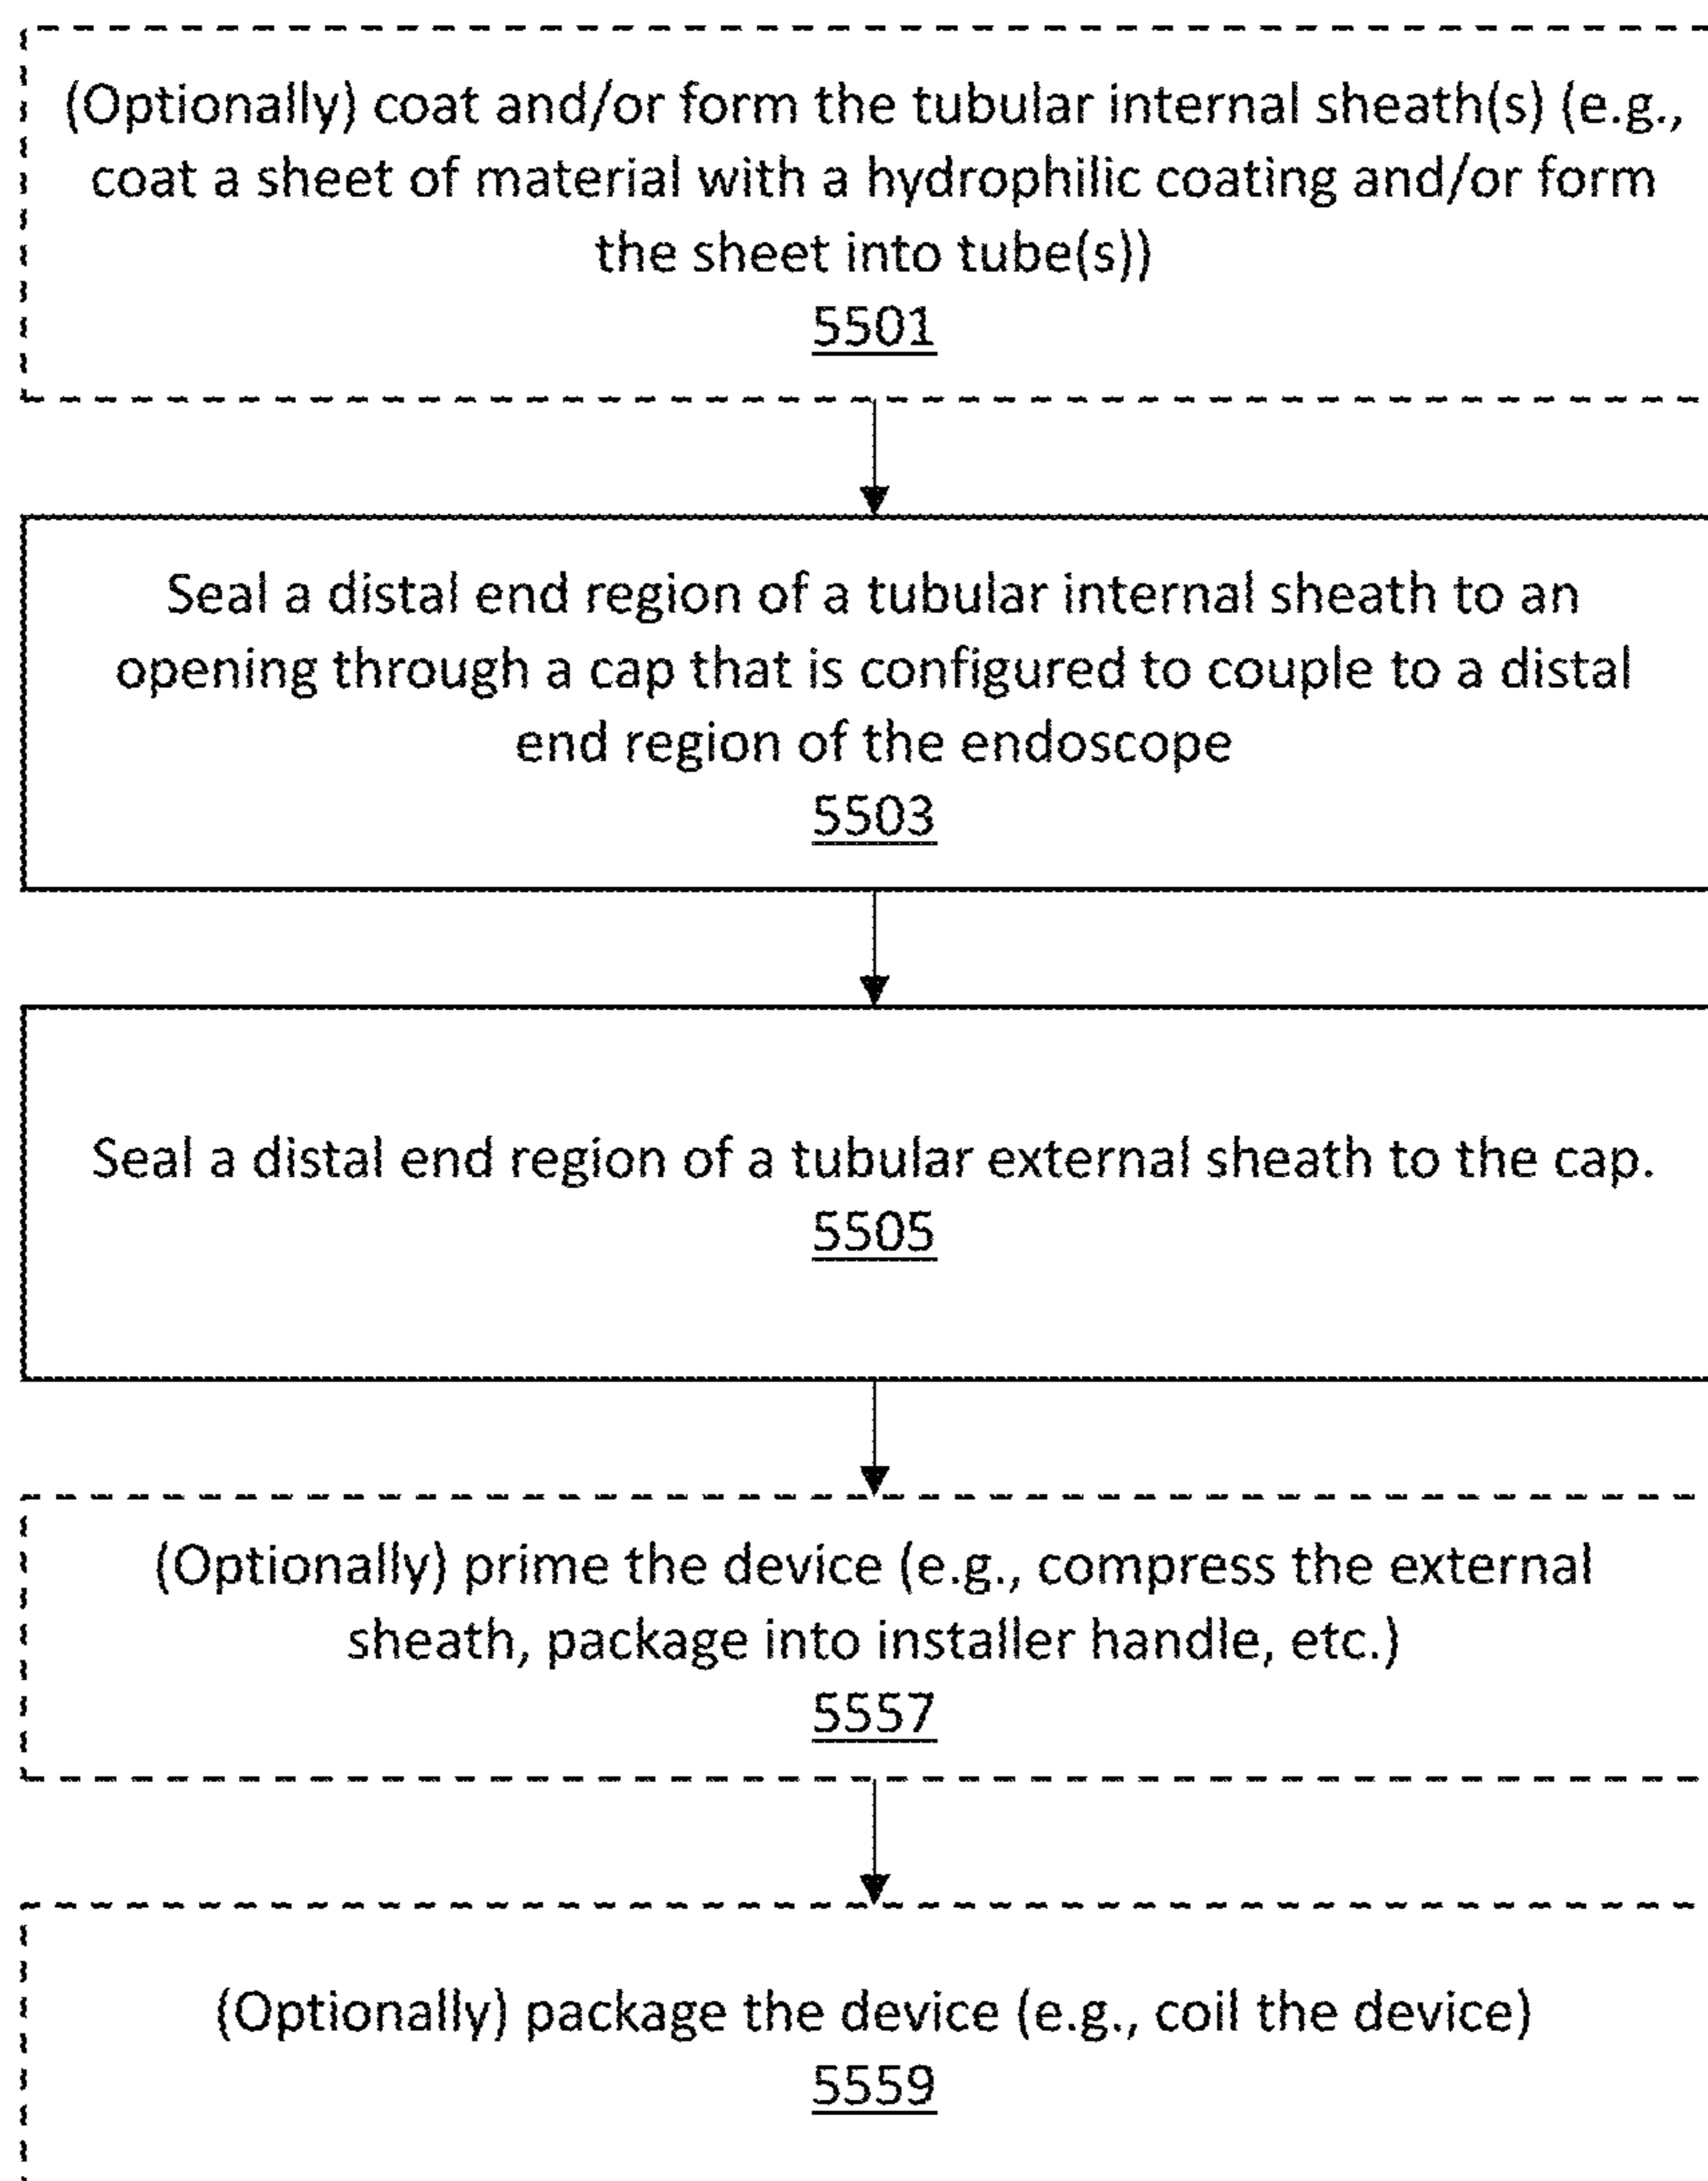 (Optionally) coat and/or form the tubular internal sheath(s) (e.g.,
coat a sheet of material with a hydrophilic coating and/or form
the sheet into tube(s))
5501
Seal a distal end region of a tubular internal sheath to an
opening through a cap that is configured to couple to a distal
end region of the endoscope
5503
Seal a distal end region of a tubular external sheath to the cap.
5505
(Optionally) prime the device (e.g., compress the external
sheath, package into installer handle, etc.)
5557
(Optionally) package the device (e.g., coil the device)
5559